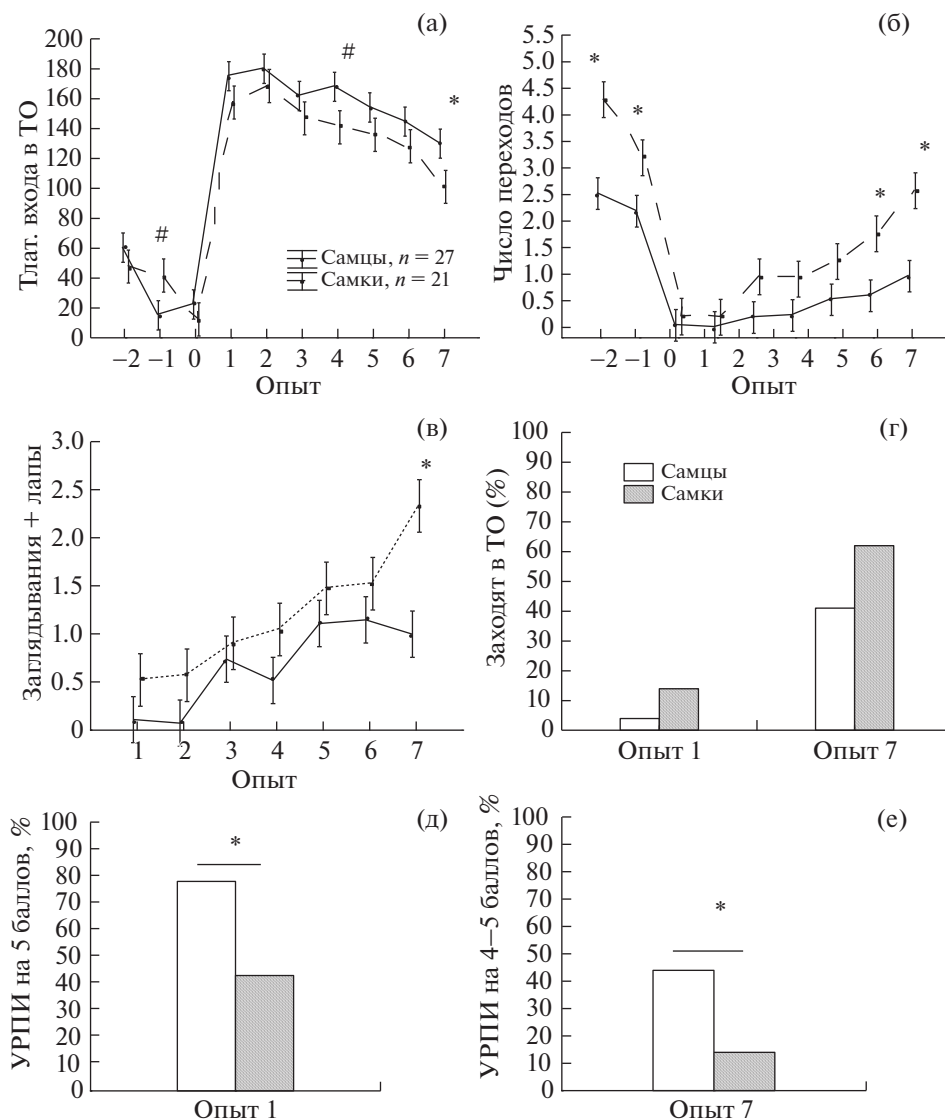 (а)
Tлат. входа в ТО
200
180
160
140
120
100
80
60
40
20
0
#
#
*
Самцы, n = 27
Самки, n = 21
−2 −1 0 1 2 3 4 5 6 7
Опыт
(б)
Число переходов
5.5
5.0
4.5
4.0
3.5
3.0
2.5
2.0
1.5
1.0
0.5
0
*
*
*
*
−2 −1 0 1 2 3 4 5 6 7
Опыт
(в)
Заглядывания + лапы
3.0
2.5
2.0
1.5
1.0
0.5
0
*
1 2 3 4 5 6 7
Опыт
(г)
Заходят в ТО (%)
100
90
80
70
60
50
40
30
20
10
0
Самцы
Самки
Опыт 1 Опыт 7
(д)
УРПИ на 5 баллов, %
100
90
80
70
60
50
40
30
20
10
0
*
Опыт 1
(е)
УРПИ на 4–5 баллов, %
100
90
80
70
60
50
40
30
20
10
0
*
Опыт 7